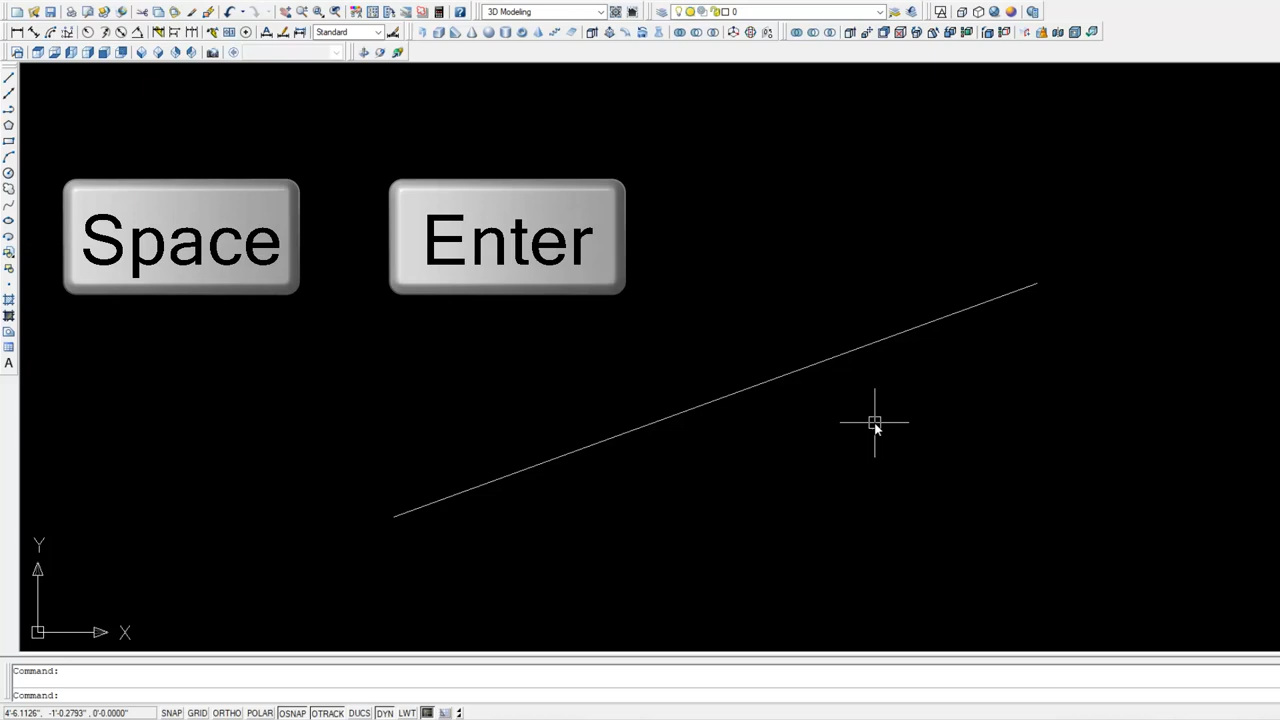 3D Modeling
0
Standard
A
Space
Enter
Y
X
Command:
Command:
4'-6.1126", -1'-0.2793", 0'-0.0000"
SNAP GRID ORTHO POLAR OSNAP OTRACK DUCS DYN LWT